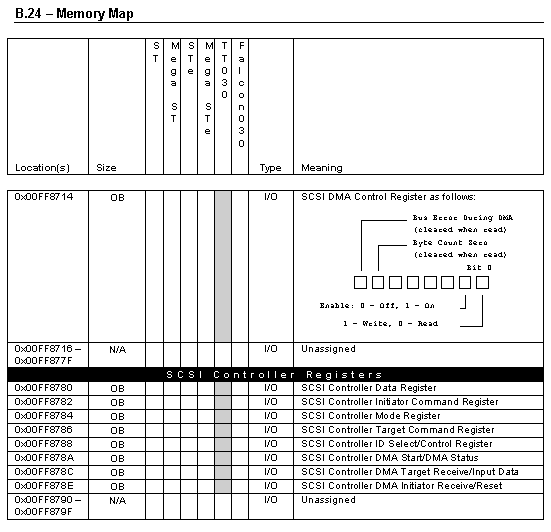 B.24 – Memory Map
Location(s) Size ST Mega ST STe Mega STe TT030 Falcon030 Type Meaning
0x00FF8714 OB I/O SCSI DMA Control Register as follows:
Bus Error During DMA
(cleared when read)
Byte Count Zero
(cleared when read)
Bit 0
Enable: 0 - Off, 1 - On
1 - Write, 0 - Read
0x00FF8716 – N/A I/O Unassigned
0x00FF877F
SCSI Controller Registers
0x00FF8780 OB I/O SCSI Controller Data Register
0x00FF8782 OB I/O SCSI Controller Initiator Command Register
0x00FF8784 OB I/O SCSI Controller Mode Register
0x00FF8786 OB I/O SCSI Controller Target Command Register
0x00FF8788 OB I/O SCSI Controller ID Select/Control Register
0x00FF878A OB I/O SCSI Controller DMA Start/DMA Status
0x00FF878C OB I/O SCSI Controller DMA Target Receive/Input Data
0x00FF878E OB I/O SCSI Controller DMA Initiator Receive/Reset
0x00FF8790 – N/A I/O Unassigned
0x00FF879F